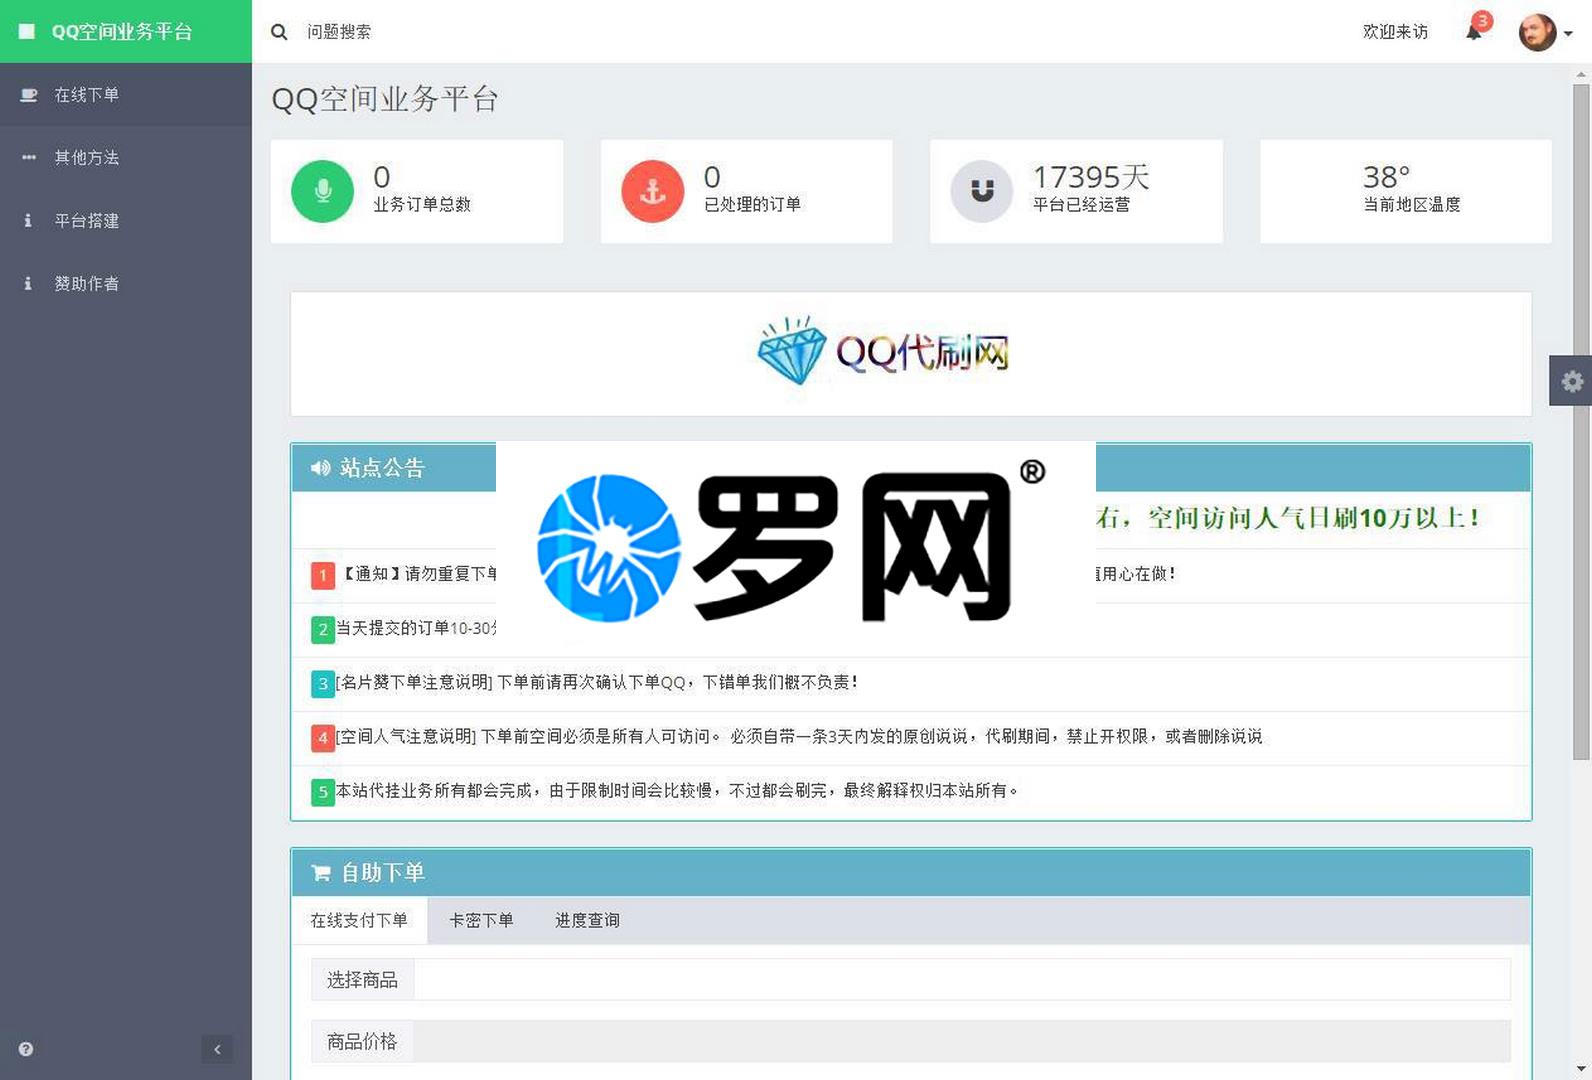 QQ空间业务平台
问题搜索
欢迎来访
3
在线下单
其他方法
平台搭建
赞助作者
QQ空间业务平台
0
业务订单总数
0
已处理的订单
17395天
平台已经运营
38°
当前地区温度
QQ代刷网
站点公告
罗网®
右，空间访问人气日刷10万以上！
1 【通知】请勿重复下单
用心在做！
2 当天提交的订单10-30
3 [名片赞下单注意说明] 下单前请再次确认下单QQ，下错单我们概不负责！
4 [空间人气注意说明] 下单前空间必须是所有人可访问。 必须自带一条3天内发的原创说说，代刷期间，禁止开权限，或者删除说说
5 本站代挂业务所有都会完成，由于限制时间会比较慢，不过都会刷完，最终解释权归本站所有。
自助下单
在线支付下单 卡密下单 进度查询
选择商品
商品价格